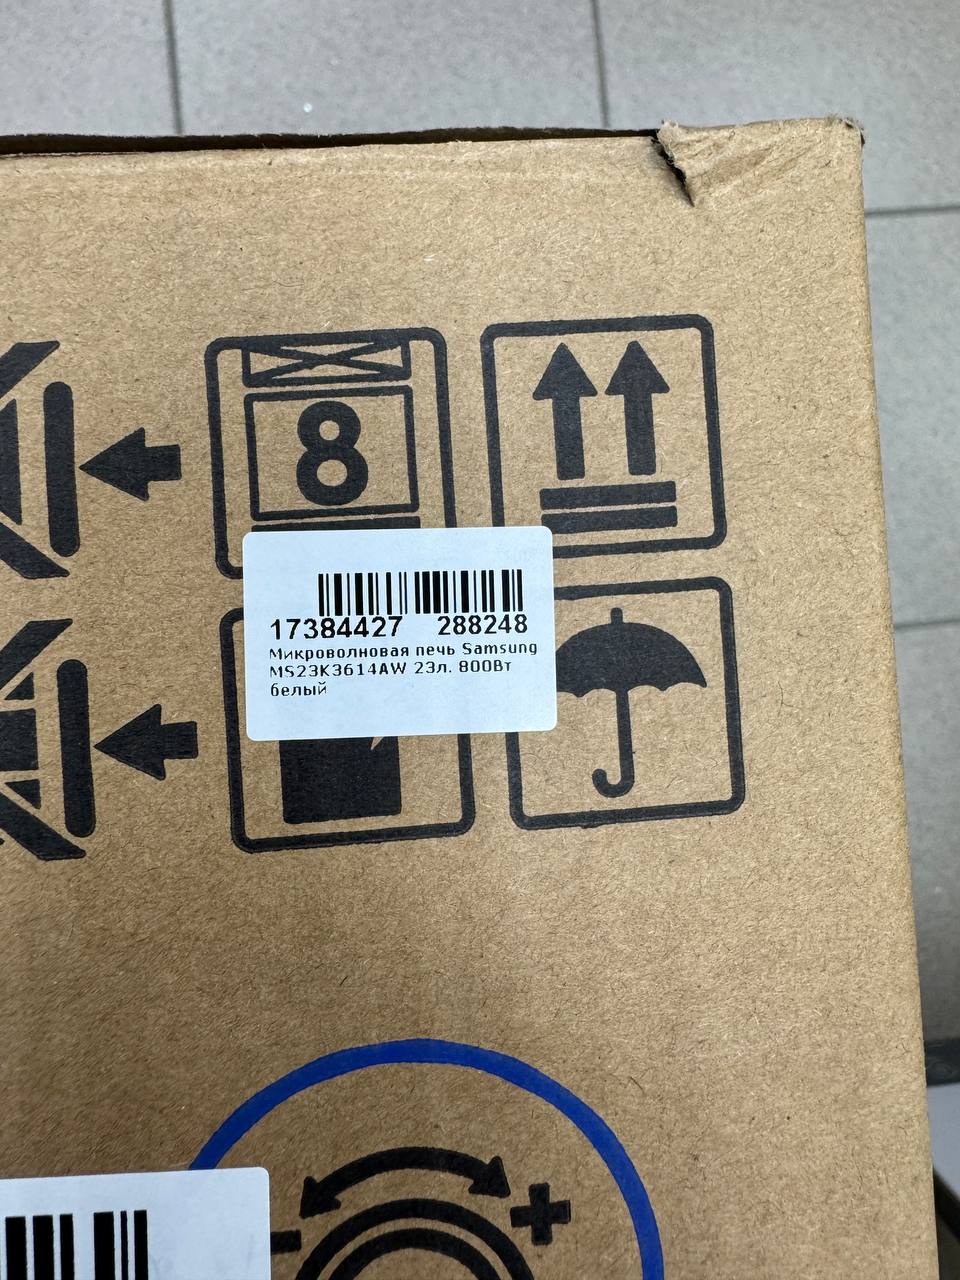 8
17384427 288248
Микроволновая печь Samsung
MS23K3614AW 23л. 800Вт
белый